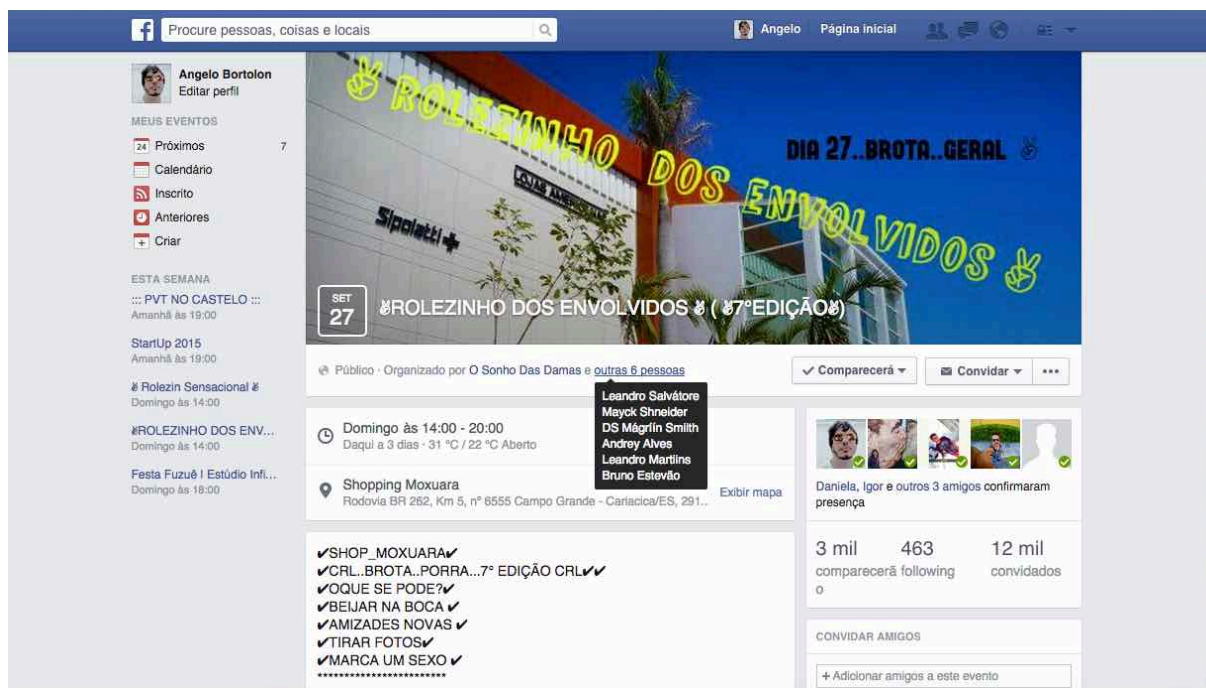 Procure pessoas, coisas e locais
Angelo
Página inicial
Angelo Bortolon
Editar perfil
MEUS EVENTOS
24 Próximos 7
Calendário
Inscrito
Anteriores
Criar
ESTA SEMANA
::: PVT NO CASTELO :::
Amanhã às 19:00
StartUp 2015
Amanhã às 19:00
✌ Rolezin Sensacional ✌
Domingo às 14:00
✌ROLEZINHO DOS ENV...
Domingo às 14:00
Festa Fuzuê I Estúdio Infi...
Domingo às 18:00
✌ ROLEZINHO DOS ENVOLVIDOS ✌
DIA 27..BROTA..GERAL ✌
LOJAS AMERICANAS
Sipolatti
SET
27
✌ROLEZINHO DOS ENVOLVIDOS ✌ ( ✌7°EDIÇÃO✌)
Público · Organizado por O Sonho Das Damas e outras 6 pessoas
Leandro Salvátore
Mayck Shneider
DS Mágrlín Smiith
Andrey Alves
Leandro Martiins
Bruno Estevão
✓ Comparecerá
Convidar
...
Domingo às 14:00 - 20:00
Daqui a 3 dias · 31 °C / 22 °C Aberto
Shopping Moxuara
Rodovia BR 262, Km 5, nº 6555 Campo Grande - Cariacica/ES, 291..
Exibir mapa
Daniela, Igor e outros 3 amigos confirmaram
presença
3 mil 463 12 mil
comparecerã following convidados
o
CONVIDAR AMIGOS
+ Adicionar amigos a este evento
✔SHOP_MOXUARA✔
✔CRL..BROTA..PORRA...7° EDIÇÃO CRL✔✔
✔OQUE SE PODE?✔
✔BEIJAR NA BOCA ✔
✔AMIZADES NOVAS ✔
✔TIRAR FOTOS✔
✔MARCA UM SEXO ✔
************************